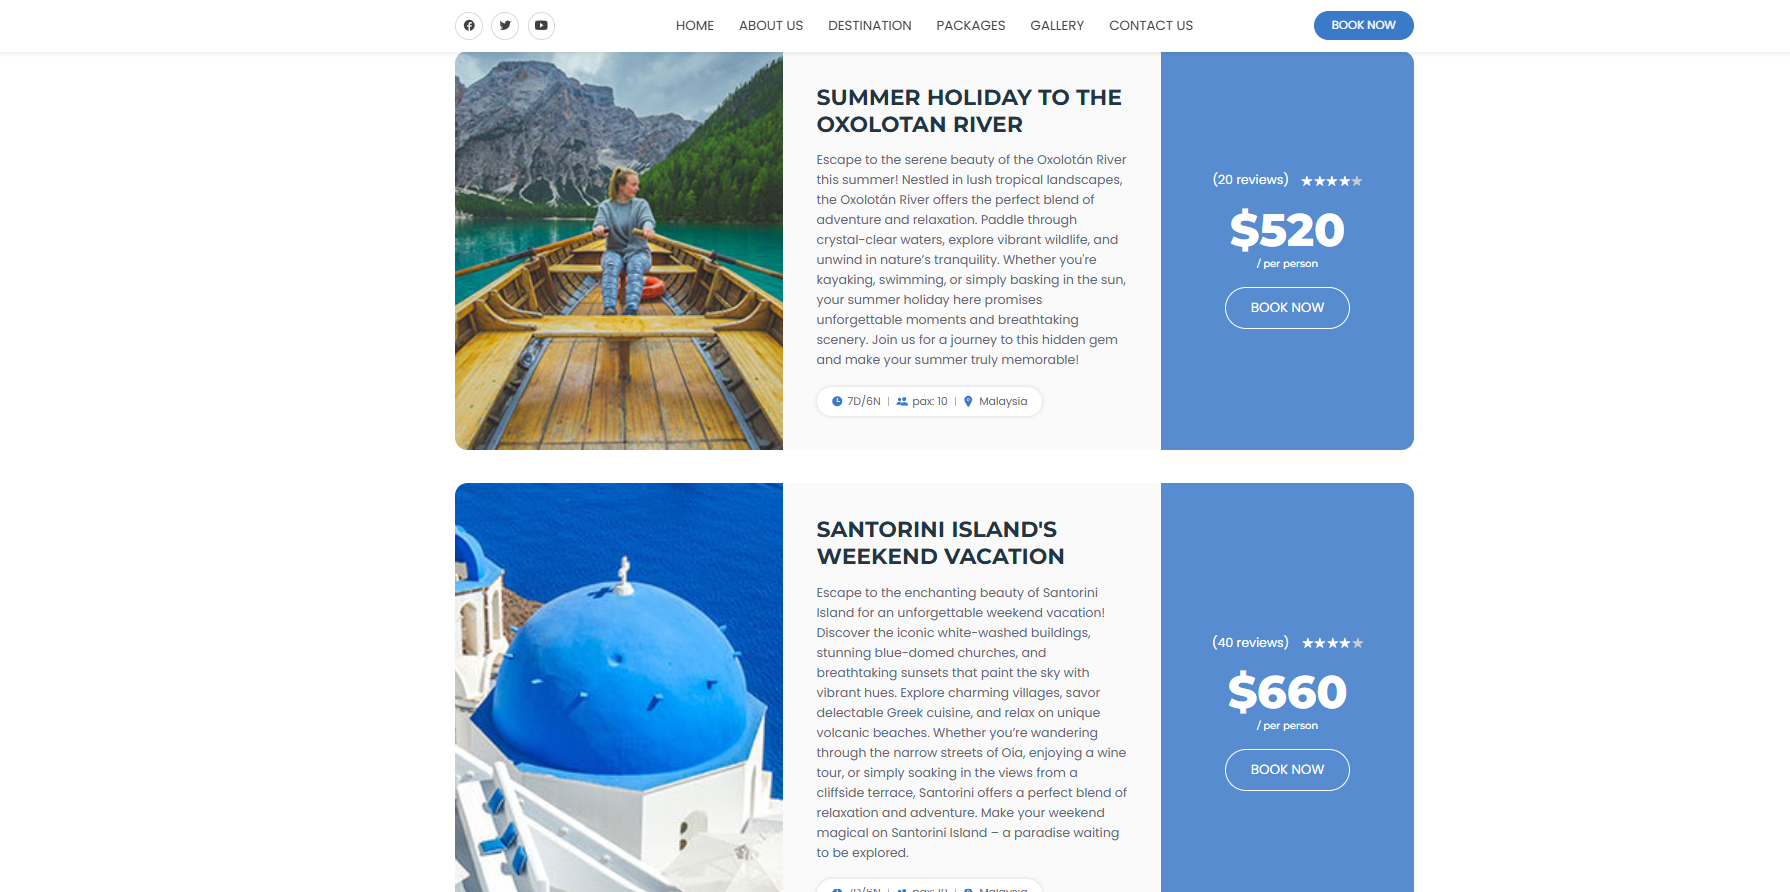 HOME ABOUT US DESTINATION PACKAGES GALLERY CONTACT US BOOK NOW
SUMMER HOLIDAY TO THE
OXOLOTAN RIVER
Escape to the serene beauty of the Oxolotán River
this summer! Nestled in lush tropical landscapes,
the Oxolotán River offers the perfect blend of
adventure and relaxation. Paddle through
crystal-clear waters, explore vibrant wildlife, and
unwind in nature’s tranquility. Whether you're
kayaking, swimming, or simply basking in the sun,
your summer holiday here promises
unforgettable moments and breathtaking
scenery. Join us for a journey to this hidden gem
and make your summer truly memorable!
7D/6N | pax: 10 | Malaysia
(20 reviews) ★★★★★
$520
/ per person
BOOK NOW
SANTORINI ISLAND'S
WEEKEND VACATION
Escape to the enchanting beauty of Santorini
Island for an unforgettable weekend vacation!
Discover the iconic white-washed buildings,
stunning blue-domed churches, and
breathtaking sunsets that paint the sky with
vibrant hues. Explore charming villages, savor
delectable Greek cuisine, and relax on unique
volcanic beaches. Whether you’re wandering
through the narrow streets of Oia, enjoying a wine
tour, or simply soaking in the views from a
cliffside terrace, Santorini offers a perfect blend of
relaxation and adventure. Make your weekend
magical on Santorini Island – a paradise waiting
to be explored.
7D/6N | pax: 10 | Malaysia
(40 reviews) ★★★★★
$660
/ per person
BOOK NOW